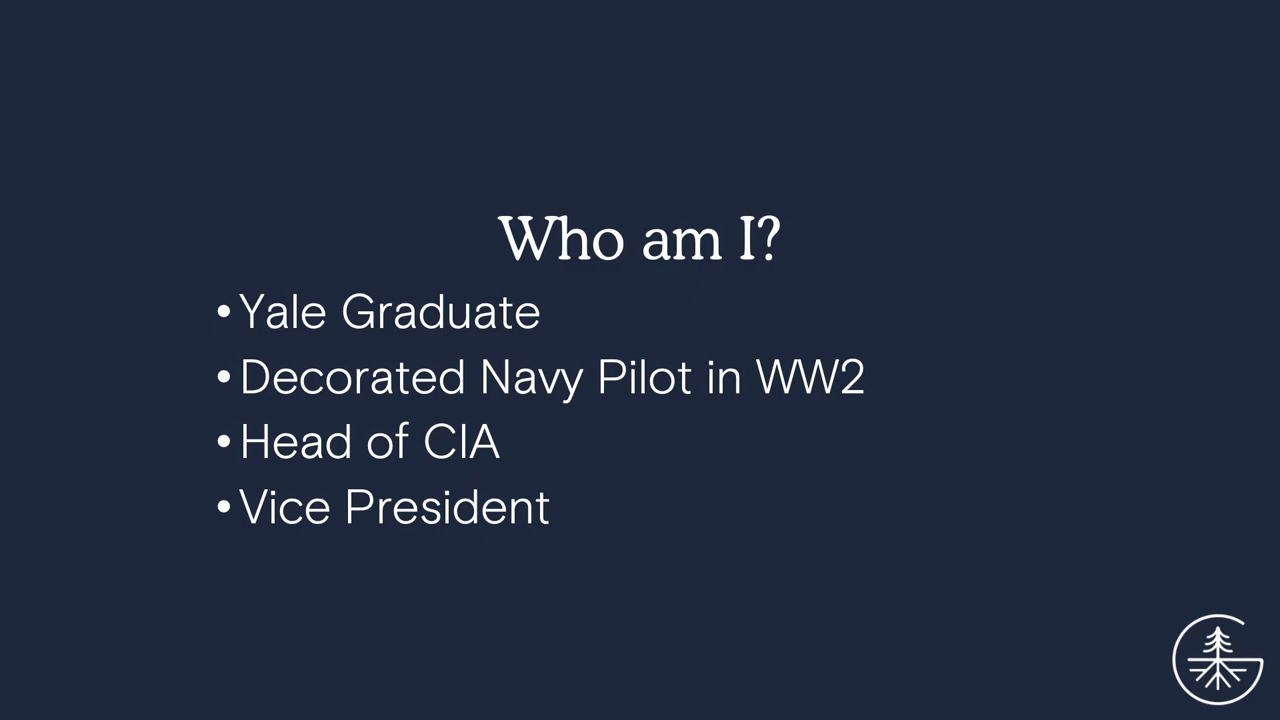 Who am I?
• Yale Graduate
• Decorated Navy Pilot in WW2
• Head of CIA
• Vice President